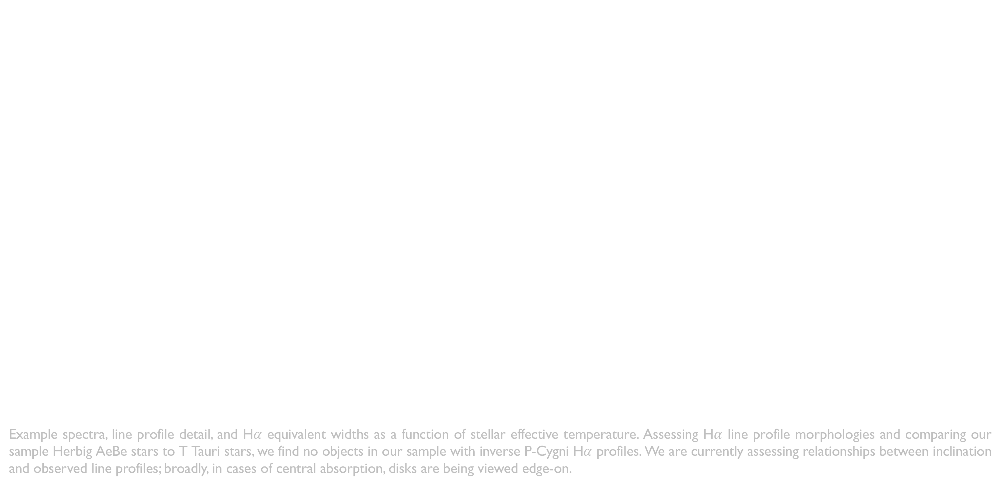 Example spectra, line profile detail, and H𝛼 equivalent widths as a function of stellar effective temperature. Assessing H𝛼 line profile morphologies and comparing our
sample Herbig AeBe stars to T Tauri stars, we find no objects in our sample with inverse P-Cygni H𝛼 profiles. We are currently assessing relationships between inclination
and observed line profiles; broadly, in cases of central absorption, disks are being viewed edge-on.